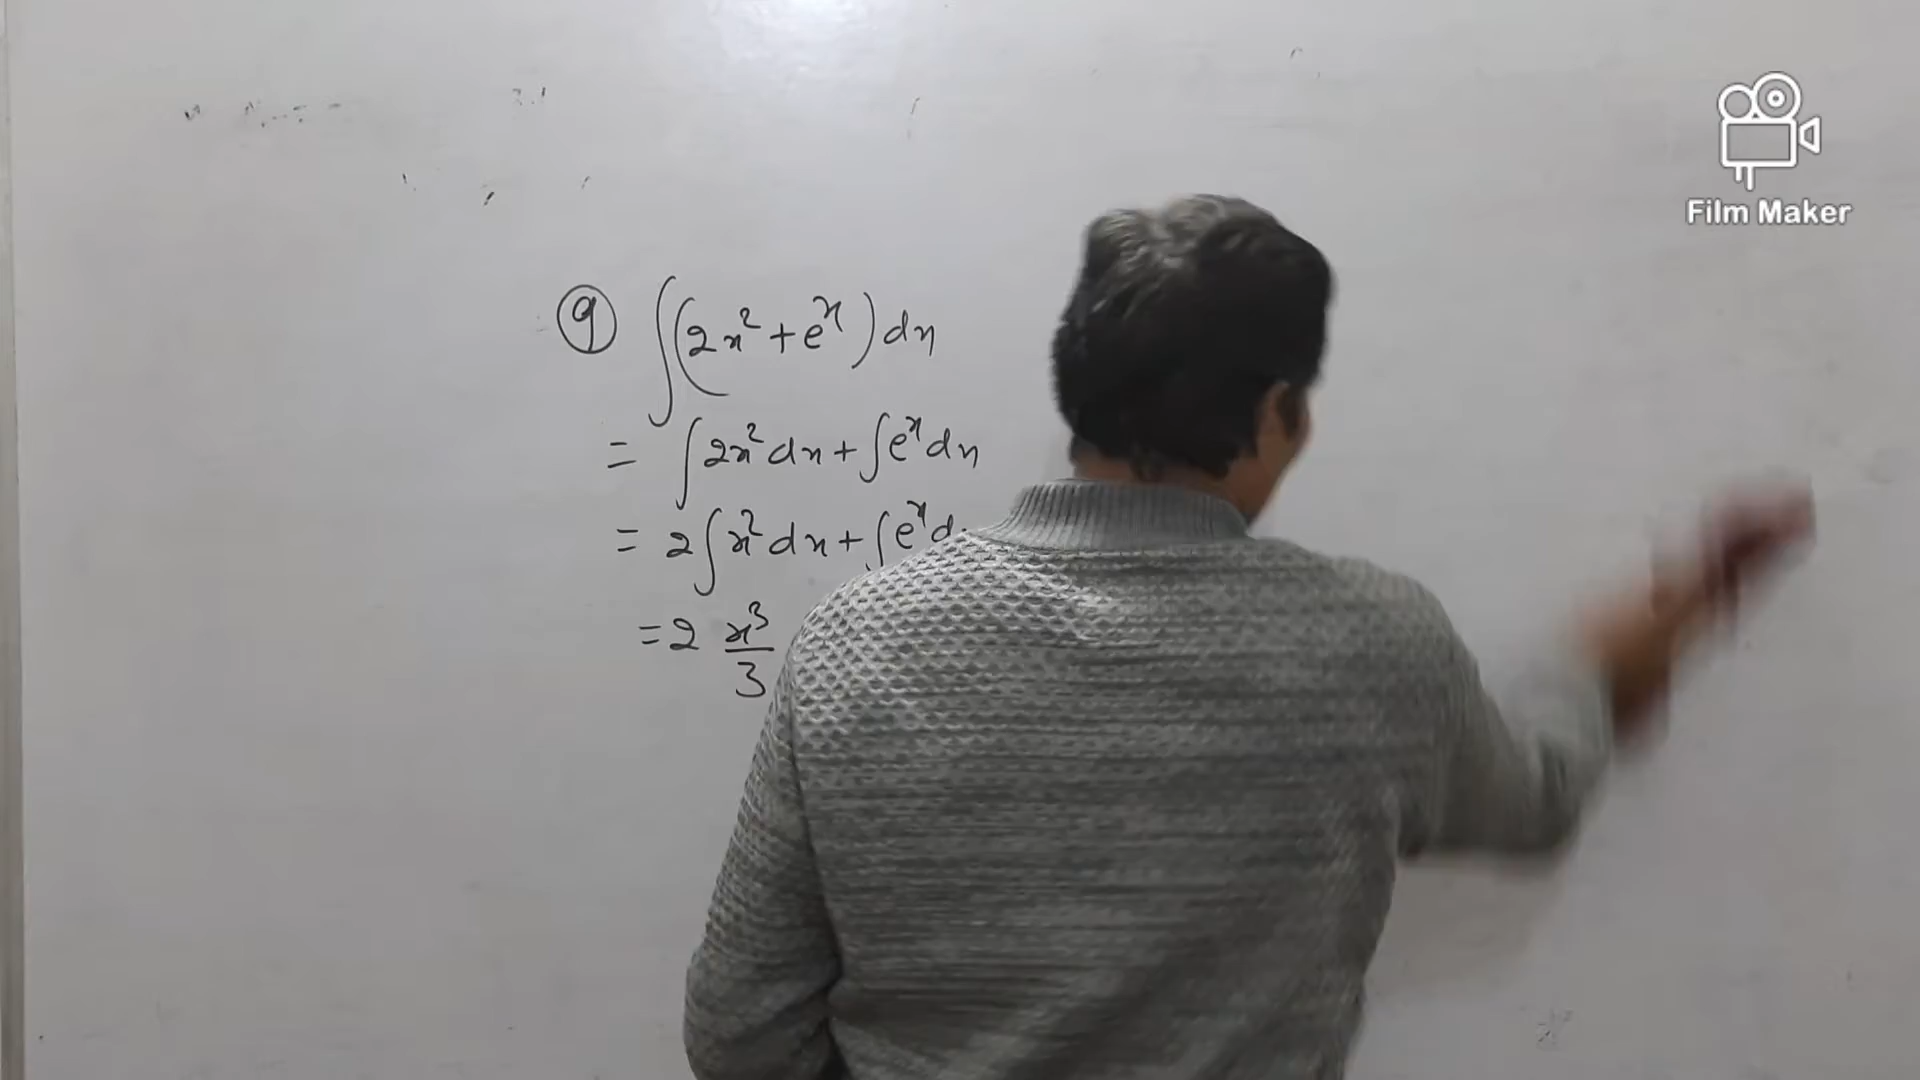 Film Maker
9 ∫(2x² + eˣ) dx
= ∫2x² dx + ∫eˣ dx
= 2∫x² dx + ∫eˣ d
= 2 x³/3